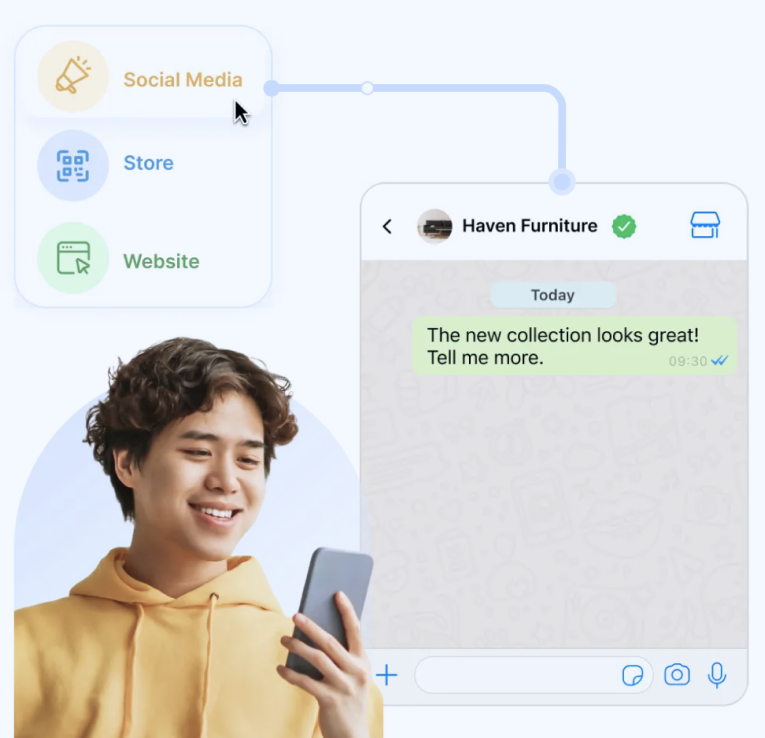 Social Media
Store
Website
Haven Furniture
Today
The new collection looks great!
Tell me more.
09:30